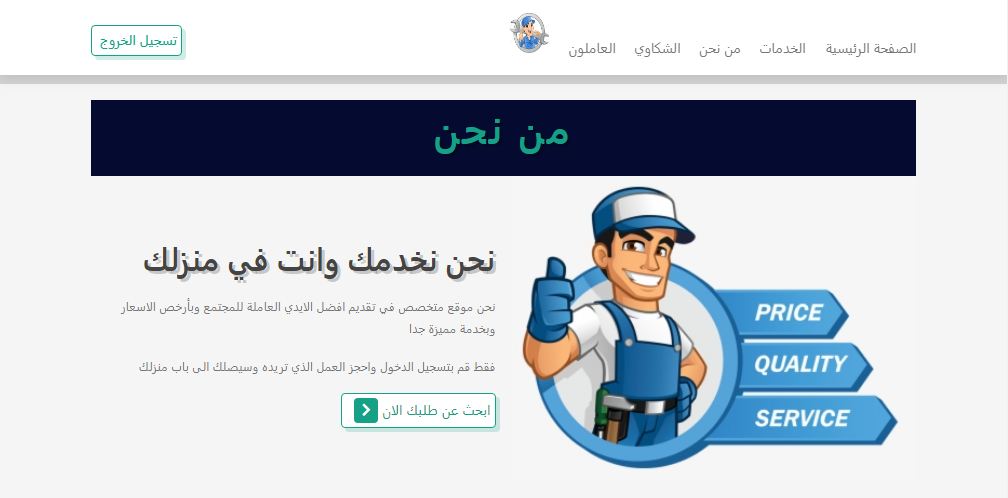 الصفحة الرئيسية
الخدمات
من نحن
الشكاوي
العاملون
تسجيل الخروج
من نحن
نحن نخدمك وانت في منزلك
نحن موقع متخصص في تقديم افضل الايدي العاملة للمجتمع وبأرخص الاسعار
وبخدمة مميزة جدا
فقط قم بتسجيل الدخول واحجز العمل الذي تريده وسيصلك الى باب منزلك
ابحث عن طلبك الان
PRICE
QUALITY
SERVICE